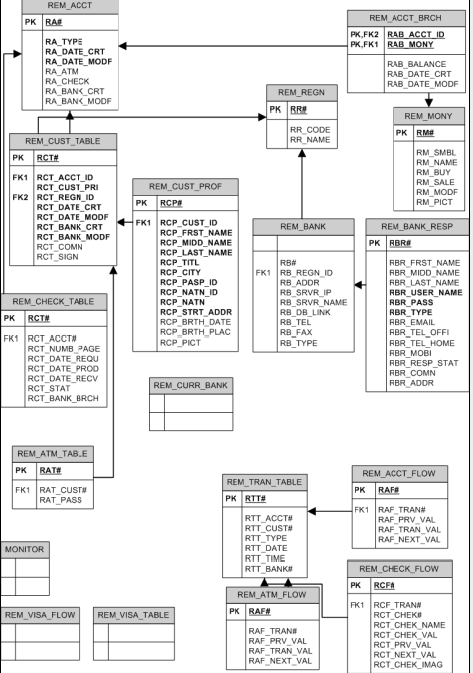 REM_ACCT
PK RA#
RA_TYPE
RA_DATE_CRT
RA_DATE_MODF
RA_ATM
RA_CHECK
RA_BANK_CRT
RA_BANK_MODF
REM_ACCT_BRCH
PK,FK2 RAB_ACCT_ID
PK,FK1 RAB_MONY
RAB_BALANCE
RAB_DATE_CRT
RAB_DATE_MODF
REM_REGN
PK RR#
RR_CODE
RR_NAME
REM_MONY
PK RM#
RM_SMBL
RM_NAME
RM_BUY
RM_SALE
RM_MODF
RM_PICT
REM_CUST_TABLE
PK RCT#
FK1 RCT_ACCT_ID
RCT_CUST_PRI
FK2 RCT_REGN_ID
RCT_DATE_CRT
RCT_DATE_MODF
RCT_BANK_CRT
RCT_BANK_MODF
RCT_COMN
RCT_SIGN
REM_CUST_PROF
PK RCP#
FK1 RCP_CUST_ID
RCP_FRST_NAME
RCP_MIDD_NAME
RCP_LAST_NAME
RCP_TITL
RCP_CITY
RCP_PASP_ID
RCP_NATN_ID
RCP_NATN
RCP_STRT_ADDR
RCP_BRTH_DATE
RCP_BRTH_PLAC
RCP_PICT
REM_BANK
RB#
FK1 RB_REGN_ID
RB_ADDR
RB_SRVR_IP
RB_SRVR_NAME
RB_DB_LINK
RB_TEL
RB_FAX
RB_TYPE
REM_BANK_RESP
PK RBR#
RBR_FRST_NAME
RBR_MIDD_NAME
RBR_LAST_NAME
RBR_USER_NAME
RBR_PASS
RBR_TYPE
RBR_EMAIL
RBR_TEL_OFFI
RBR_TEL_HOME
RBR_MOBI
RBR_RESP_STAT
RBR_COMN
RBR_ADDR
REM_CHECK_TABLE
PK RCT#
FK1 RCT_ACCT#
RCT_NUMB_PAGE
RCT_DATE_REQU
RCT_DATE_PROD
RCT_DATE_RECV
RCT_STAT
RCT_BANK_BRCH
REM_CURR_BANK
REM_ATM_TABLE
PK RAT#
FK1 RAT_CUST#
RAT_PASS
REM_TRAN_TABLE
PK RTT#
RTT_ACCT#
RTT_CUST#
RTT_TYPE
RTT_DATE
RTT_TIME
RTT_BANK#
REM_ACCT_FLOW
PK RAF#
FK1 RAF_TRAN#
RAF_PRV_VAL
RAF_TRAN_VAL
RAF_NEXT_VAL
MONITOR
REM_VISA_FLOW
REM_VISA_TABLE
REM_ATM_FLOW
PK RAF#
RAF_TRAN#
RAF_PRV_VAL
RAF_TRAN_VAL
RAF_NEXT_VAL
REM_CHECK_FLOW
PK RCF#
FK1 RCF_TRAN#
RCT_CHEK#
RCT_CHEK_NAME
RCT_CHEK_VAL
RCT_PRV_VAL
RCT_NEXT_VAL
RCT_CHEK_IMAG